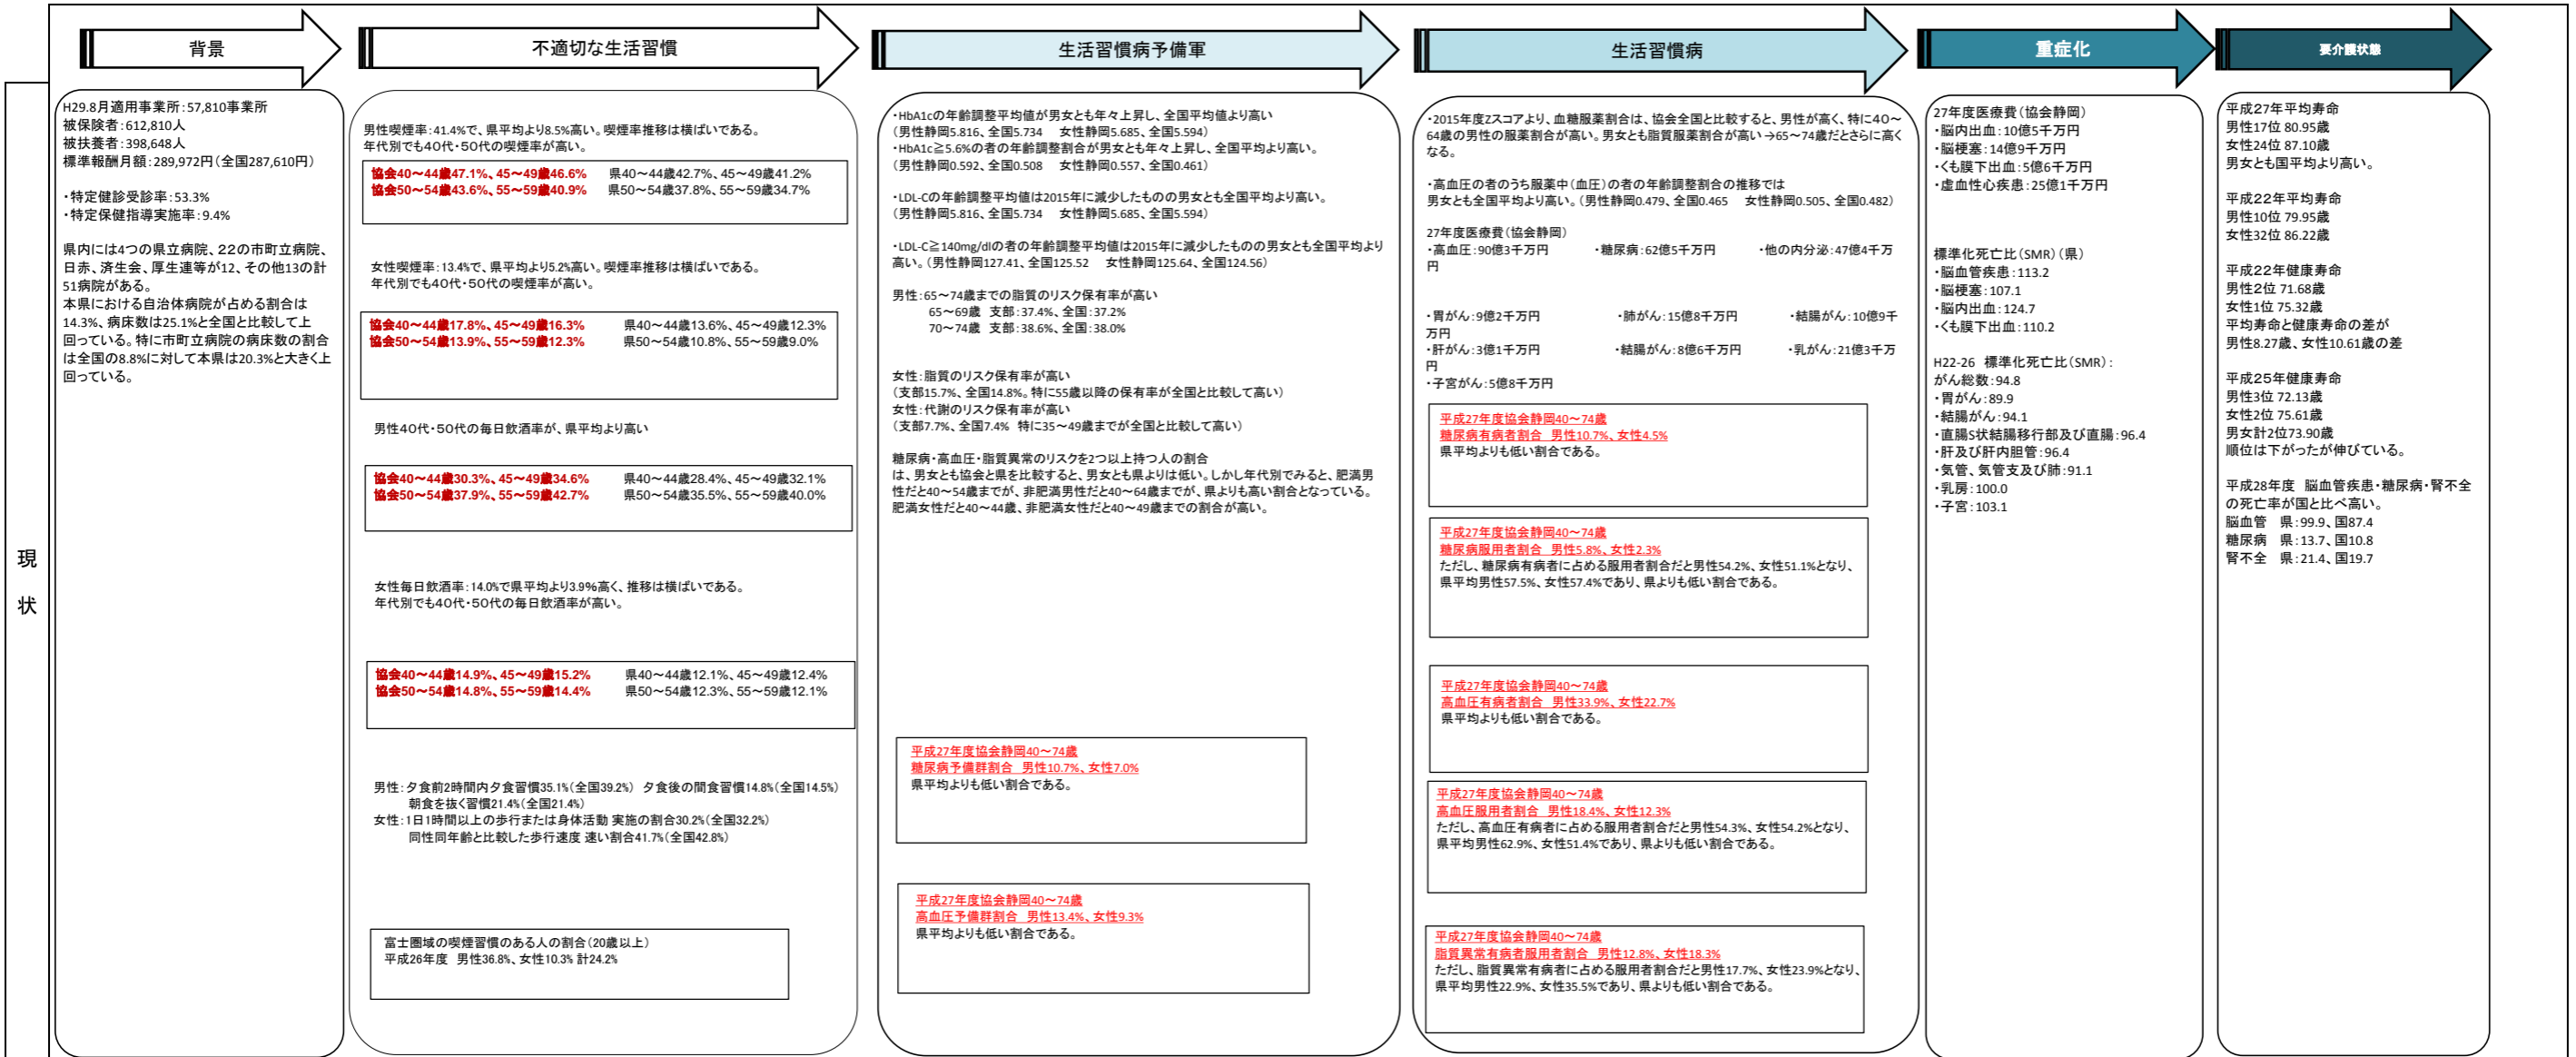 背景
不適切な生活習慣
生活習慣病予備軍
生活習慣病
重症化
要介護状態
現
状
H29.8月適用事業所:57,810事業所
被保険者:612,810人
被扶養者:398,648人
標準報酬月額:289,972円(全国287,610円)
・特定健診受診率:53.3%
・特定保健指導実施率:9.4%
県内には4つの県立病院、22の市町立病院、
日赤、済生会、厚生連等が12、その他13の計
51病院がある。
本県における自治体病院が占める割合は
14.3%、病床数は25.1%と全国と比較して上
回っている。特に市町立病院の病床数の割合
は全国の8.8%に対して本県は20.3%と大きく上
回っている。
男性喫煙率:41.4%で、県平均より8.5%高い。喫煙率推移は横ばいである。
年代別でも40代・50代の喫煙率が高い。
協会40～44歳47.1%、45～49歳46.6% 県40～44歳42.7%、45～49歳41.2%
協会50～54歳43.6%、55～59歳40.9% 県50～54歳37.8%、55～59歳34.7%
女性喫煙率:13.4%で、県平均より5.2%高い。喫煙率推移は横ばいである。
年代別でも40代・50代の喫煙率が高い。
協会40～44歳17.8%、45～49歳16.3% 県40～44歳13.6%、45～49歳12.3%
協会50～54歳13.9%、55～59歳12.3% 県50～54歳10.8%、55～59歳9.0%
男性40代・50代の毎日飲酒率が、県平均より高い
協会40～44歳30.3%、45～49歳34.6% 県40～44歳28.4%、45～49歳32.1%
協会50～54歳37.9%、55～59歳42.7% 県50～54歳35.5%、55～59歳40.0%
女性毎日飲酒率:14.0%で県平均より3.9%高く、推移は横ばいである。
年代別でも40代・50代の毎日飲酒率が高い。
協会40～44歳14.9%、45～49歳15.2% 県40～44歳12.1%、45～49歳12.4%
協会50～54歳14.8%、55～59歳14.4% 県50～54歳12.3%、55～59歳12.1%
男性:夕食前2時間内夕食習慣35.1%(全国39.2%) 夕食後の間食習慣14.8%(全国14.5%)
朝食を抜く習慣21.4%(全国21.4%)
女性:1日1時間以上の歩行または身体活動 実施の割合30.2%(全国32.2%)
同性同年齢と比較した歩行速度 速い割合41.7%(全国42.8%)
富士圏域の喫煙習慣のある人の割合(20歳以上)
平成26年度 男性36.8%、女性10.3% 計24.2%
・HbA1cの年齢調整平均値が男女とも年々上昇し、全国平均値より高い
(男性静岡5.816、全国5.734 女性静岡5.685、全国5.594)
・HbA1c≧5.6%の者の年齢調整割合が男女とも年々上昇し、全国平均より高い。
(男性静岡0.592、全国0.508 女性静岡0.557、全国0.461)
・LDL-Cの年齢調整平均値は2015年に減少したものの男女とも全国平均より高い。
(男性静岡5.816、全国5.734 女性静岡5.685、全国5.594)
・LDL-C≧140mg/dlの者の年齢調整平均値は2015年に減少したものの男女とも全国平均より
高い。(男性静岡127.41、全国125.52 女性静岡125.64、全国124.56)
男性:65～74歳までの脂質のリスク保有率が高い
65～69歳 支部:37.4%、全国:37.2%
70～74歳 支部:38.6%、全国:38.0%
女性:脂質のリスク保有率が高い
(支部15.7%、全国14.8%。特に55歳以降の保有率が全国と比較して高い)
女性:代謝のリスク保有率が高い
(支部7.7%、全国7.4% 特に35～49歳までが全国と比較して高い)
糖尿病・高血圧・脂質異常のリスクを2つ以上持つ人の割合
は、男女とも協会と県を比較すると、男女とも県よりは低い。しかし年代別でみると、肥満男
性だと40～54歳までが、非肥満男性だと40～64歳までが、県よりも高い割合となっている。
肥満女性だと40～44歳、非肥満女性だと40～49歳までの割合が高い。
平成27年度協会静岡40～74歳
糖尿病予備群割合 男性10.7%、女性7.0%
県平均よりも低い割合である。
平成27年度協会静岡40～74歳
高血圧予備群割合 男性13.4%、女性9.3%
県平均よりも低い割合である。
・2015年度Zスコアより、血糖服薬割合は、協会全国と比較すると、男性が高く、特に40～
64歳の男性の服薬割合が高い。男女とも脂質服薬割合が高い→65～74歳だとさらに高く
なる。
・高血圧の者のうち服薬中(血圧)の者の年齢調整割合の推移では
男女とも全国平均より高い。(男性静岡0.479、全国0.465 女性静岡0.505、全国0.482)
27年度医療費(協会静岡)
・高血圧:90億3千万円 ・糖尿病:62億5千万円 ・他の内分泌:47億4千万
円
・胃がん:9億2千万円 ・肺がん:15億8千万円 ・結腸がん:10億9千
万円
・肝がん:3億1千万円 ・結腸がん:8億6千万円 ・乳がん:21億3千万
円
・子宮がん:5億8千万円
平成27年度協会静岡40～74歳
糖尿病有病者割合 男性10.7%、女性4.5%
県平均よりも低い割合である。
平成27年度協会静岡40～74歳
糖尿病服用者割合 男性5.8%、女性2.3%
ただし、糖尿病有病者に占める服用者割合だと男性54.2%、女性51.1%となり、
県平均男性57.5%、女性57.4%であり、県よりも低い割合である。
平成27年度協会静岡40～74歳
高血圧有病者割合 男性33.9%、女性22.7%
県平均よりも低い割合である。
平成27年度協会静岡40～74歳
高血圧服用者割合 男性18.4%、女性12.3%
ただし、高血圧有病者に占める服用者割合だと男性54.3%、女性54.2%となり、
県平均男性62.9%、女性51.4%であり、県よりも低い割合である。
平成27年度協会静岡40～74歳
脂質異常有病者服用者割合 男性12.8%、女性18.3%
ただし、脂質異常有病者に占める服用者割合だと男性17.7%、女性23.9%となり、
県平均男性22.9%、女性35.5%であり、県よりも低い割合である。
27年度医療費(協会静岡)
・脳内出血:10億5千万円
・脳梗塞:14億9千万円
・くも膜下出血:5億6千万円
・虚血性心疾患:25億1千万円
標準化死亡比(SMR)(県)
・脳血管疾患:113.2
・脳梗塞:107.1
・脳内出血:124.7
・くも膜下出血:110.2
H22-26 標準化死亡比(SMR):
がん総数:94.8
・胃がん:89.9
・結腸がん:94.1
・直腸S状結腸移行部及び直腸:96.4
・肝及び肝内胆管:96.4
・気管、気管支及び肺:91.1
・乳房:100.0
・子宮:103.1
平成27年平均寿命
男性17位 80.95歳
女性24位 87.10歳
男女とも国平均より高い。
平成22年平均寿命
男性10位 79.95歳
女性32位 86.22歳
平成22年健康寿命
男性2位 71.68歳
女性1位 75.32歳
平均寿命と健康寿命の差が
男性8.27歳、女性10.61歳の差
平成25年健康寿命
男性3位 72.13歳
女性2位 75.61歳
男女計2位73.90歳
順位は下がったが伸びている。
平成28年度 脳血管疾患・糖尿病・腎不全
の死亡率が国と比べ高い。
脳血管 県:99.9、国87.4
糖尿病 県:13.7、国10.8
腎不全 県:21.4、国19.7